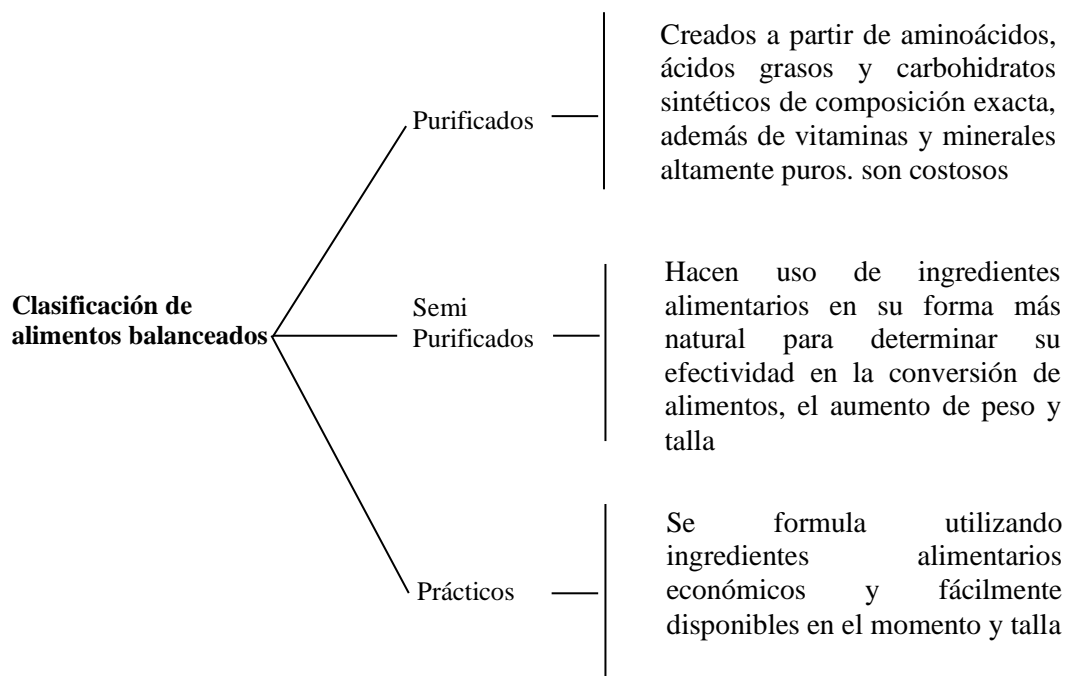 Clasificación de
alimentos balanceados
Purificados
Creados a partir de aminoácidos,
ácidos grasos y carbohidratos
sintéticos de composición exacta,
además de vitaminas y minerales
altamente puros. son costosos
Semi
Purificados
Hacen uso de ingredientes
alimentarios en su forma más
natural para determinar su
efectividad en la conversión de
alimentos, el aumento de peso y
talla
Prácticos
Se formula utilizando
ingredientes alimentarios
económicos y fácilmente
disponibles en el momento y talla